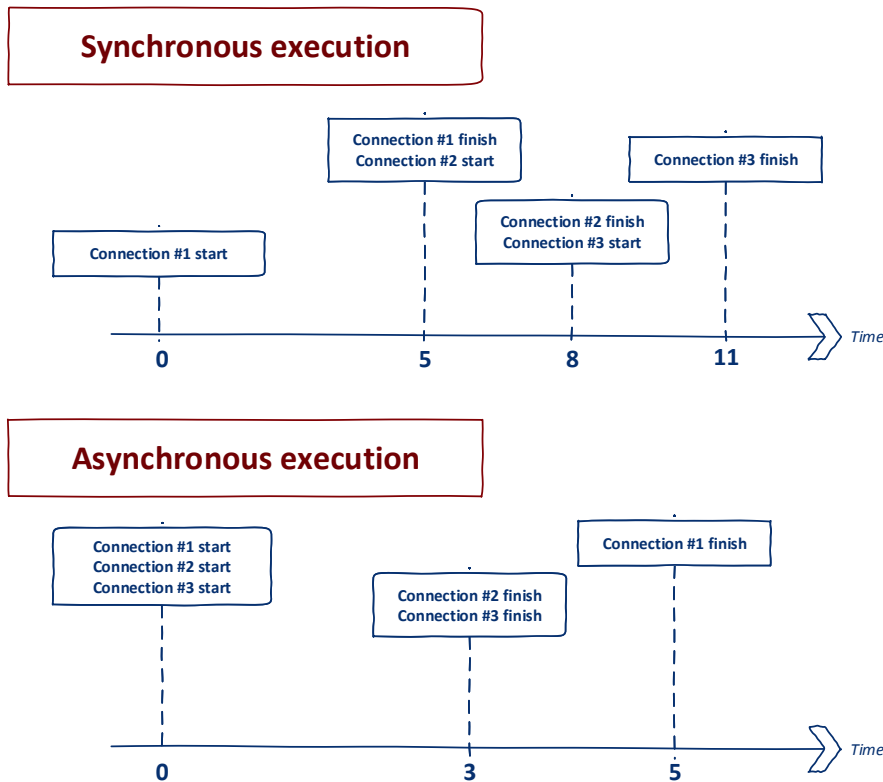 Synchronous execution
Connection #1 finish
Connection #2 start
Connection #3 finish
Connection #2 finish
Connection #3 start
Connection #1 start
Time
0
5
8
11
Asynchronous execution
Connection #1 start
Connection #2 start
Connection #3 start
Connection #1 finish
Connection #2 finish
Connection #3 finish
Time
0
3
5